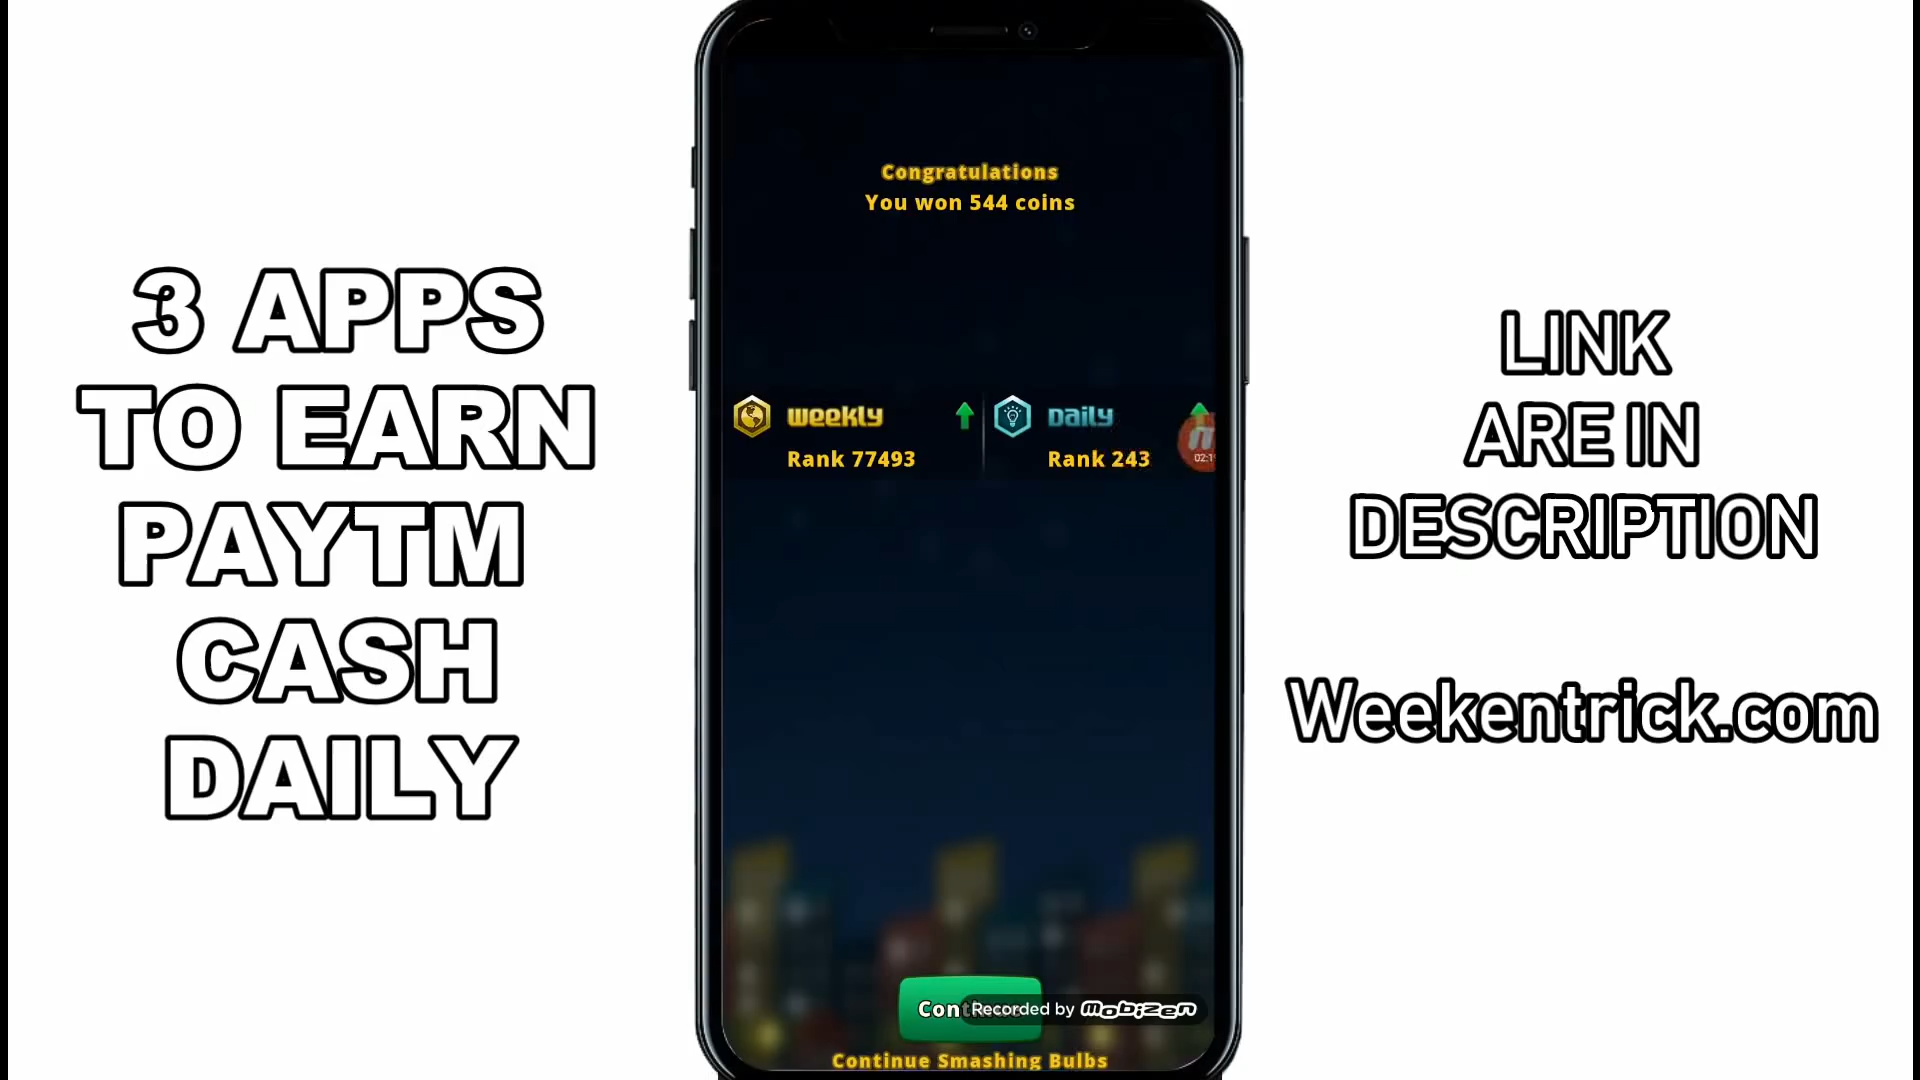 3 APPS
TO EARN
PAYTM
CASH
DAILY
Congratulations
You won 544 coins
weekly
Rank 77493
Daily
Rank 243
Recorded by mobizen
Continue Smashing Bulbs
LINK
ARE IN
DESCRIPTION
Weekentrick.com